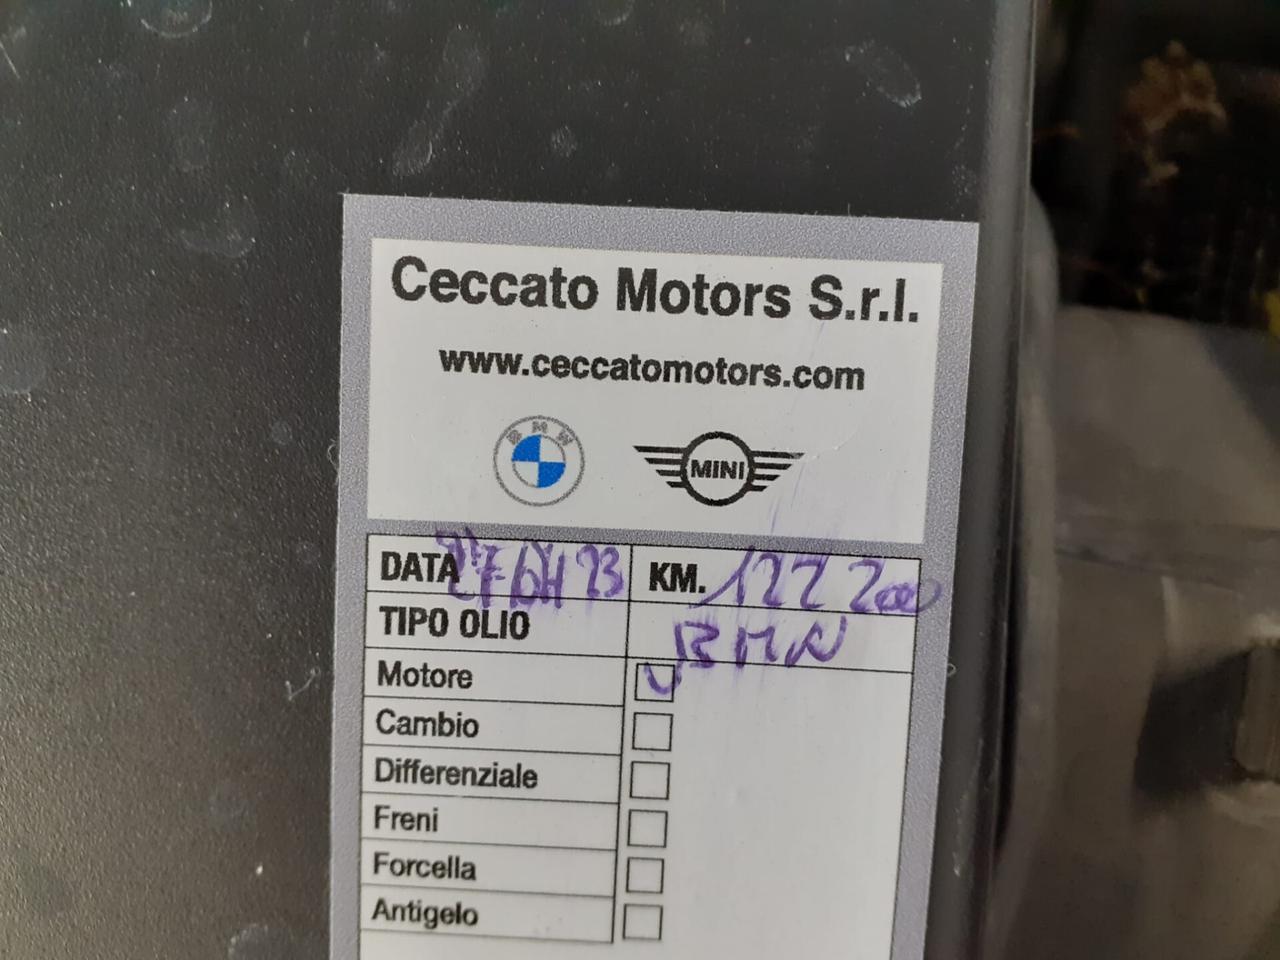 Ceccato Motors S.r.l.
www.ceccatomotors.com
BMW MINI
DATA KM. 122 200
TIPO OLIO BMW
Motore
Cambio
Differenziale
Freni
Forcella
Antigelo